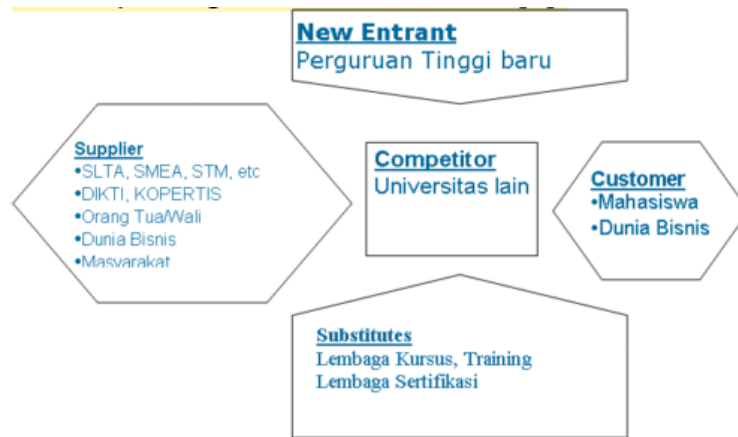 New Entrant
Perguruan Tinggi baru
Supplier
•SLTA, SMEA, STM, etc
•DIKTI, KOPERTIS
•Orang Tua/Wali
•Dunia Bisnis
•Masyarakat
Competitor
Universitas lain
Customer
•Mahasiswa
•Dunia Bisnis
Substitutes
Lembaga Kursus, Training
Lembaga Sertifikasi